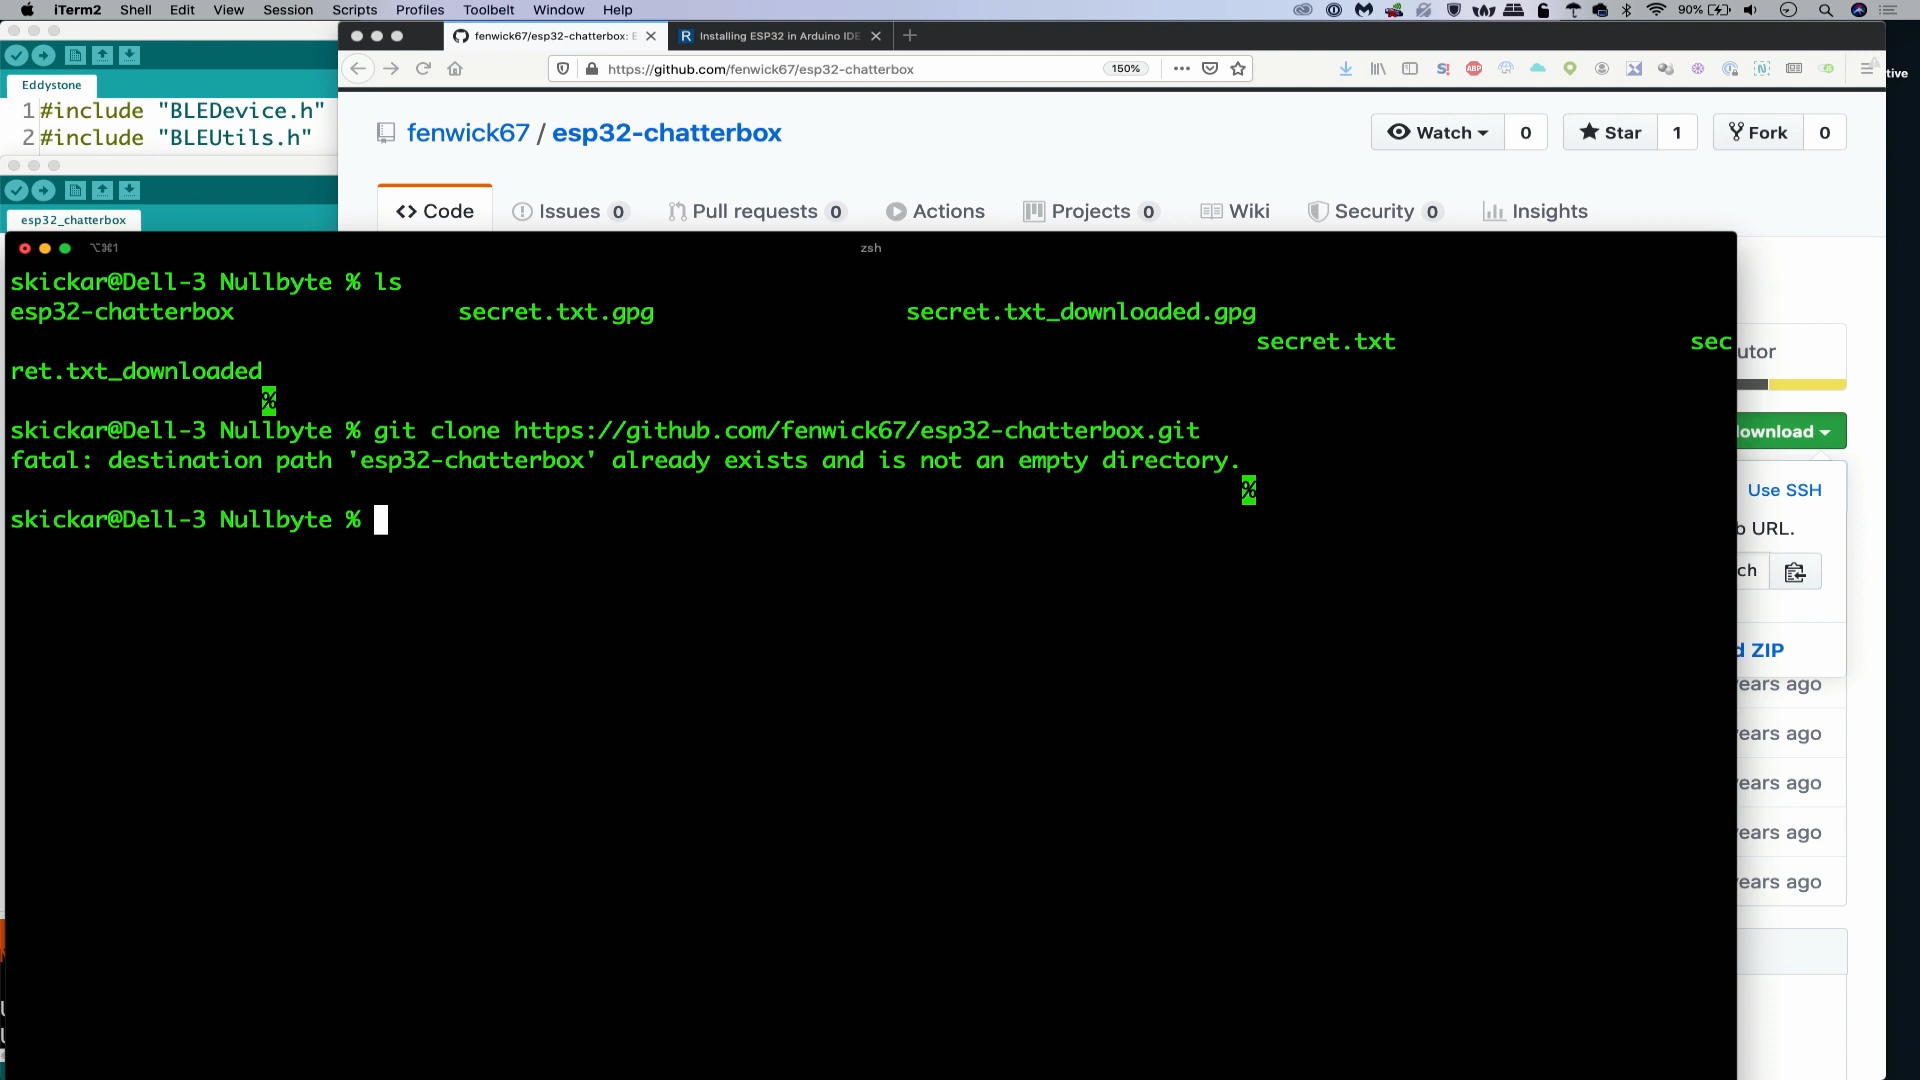 iTerm2 Shell Edit View Session Scripts Profiles Toolbelt Window Help 90%
fenwick67/esp32-chatterbox: E Installing ESP32 in Arduino IDE
https://github.com/fenwick67/esp32-chatterbox 150%
tive
Eddystone
1 #include "BLEDevice.h"
2 #include "BLEUtils.h"
fenwick67 / esp32-chatterbox Watch 0 Star 1 Fork 0
esp32_chatterbox
Code Issues 0 Pull requests 0 Actions Projects 0 Wiki Security 0 Insights
⌥⌘1 zsh
skickar@Dell-3 Nullbyte % ls
esp32-chatterbox secret.txt.gpg secret.txt_downloaded.gpg
secret.txt sec
ret.txt_downloaded
%
skickar@Dell-3 Nullbyte % git clone https://github.com/fenwick67/esp32-chatterbox.git
fatal: destination path 'esp32-chatterbox' already exists and is not an empty directory.
%
skickar@Dell-3 Nullbyte %
utor
ownload
Use SSH
b URL.
ch
d ZIP
ears ago
ears ago
ears ago
ears ago
ears ago